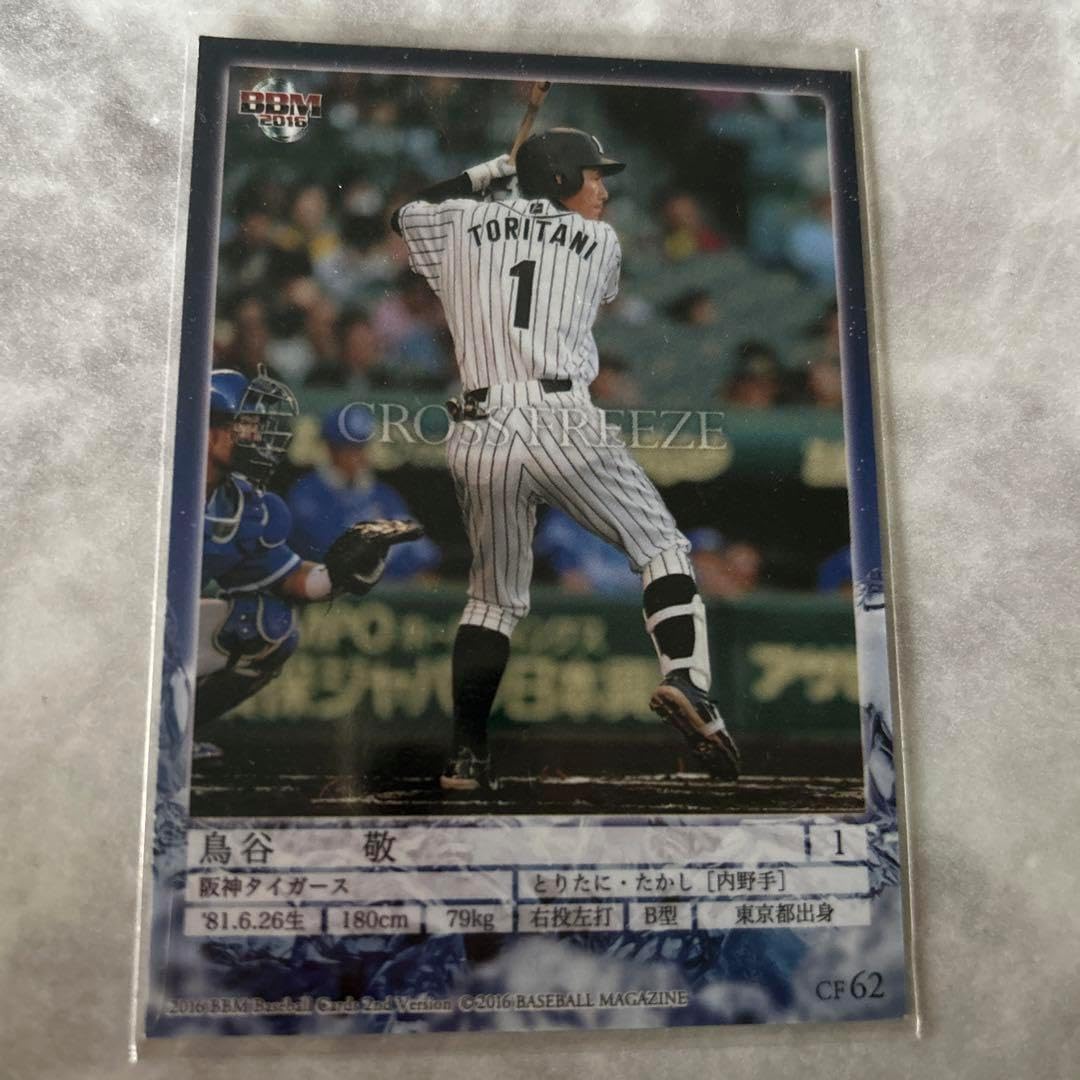 BBM
2016
TORITANI
1
CROSS FREEZE
鳥谷 敬 1
阪神タイガース とりたに・たかし [内野手]
'81.6.26生 180cm 79kg 右投左打 B型 東京都出身
CF62
2016 BBM Baseball Cards 2nd Version ©2016 BASEBALL MAGAZINE